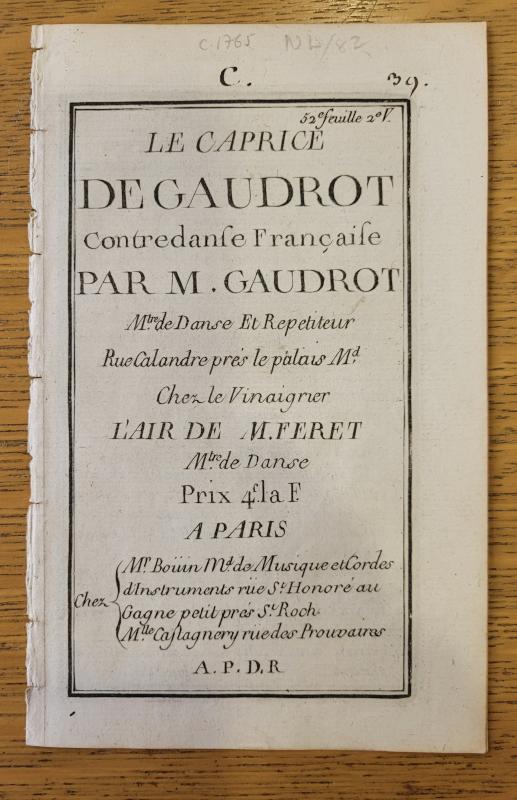 c.1765 ND/82
C. 39.
52e feuille 2e V.
LE CAPRICE
DE GAUDROT
Contredanſe Françaiſe
PAR M. GAUDROT
Mtre de Danse Et Repetiteur
Rue Calandre prés le palais Md.
Chez le Vinaigrier
L'AIR DE M. FERET
Mtre de Danse
Prix 4s. la F.
A PARIS
Chez
Mr. Boüin Md. de Musique et Cordes
d'Instruments rüe St. Honoré au
Gagne petit prés St. Roch.
Mlle Caſtagnery rüe des Prouvaires
A. P. D. R